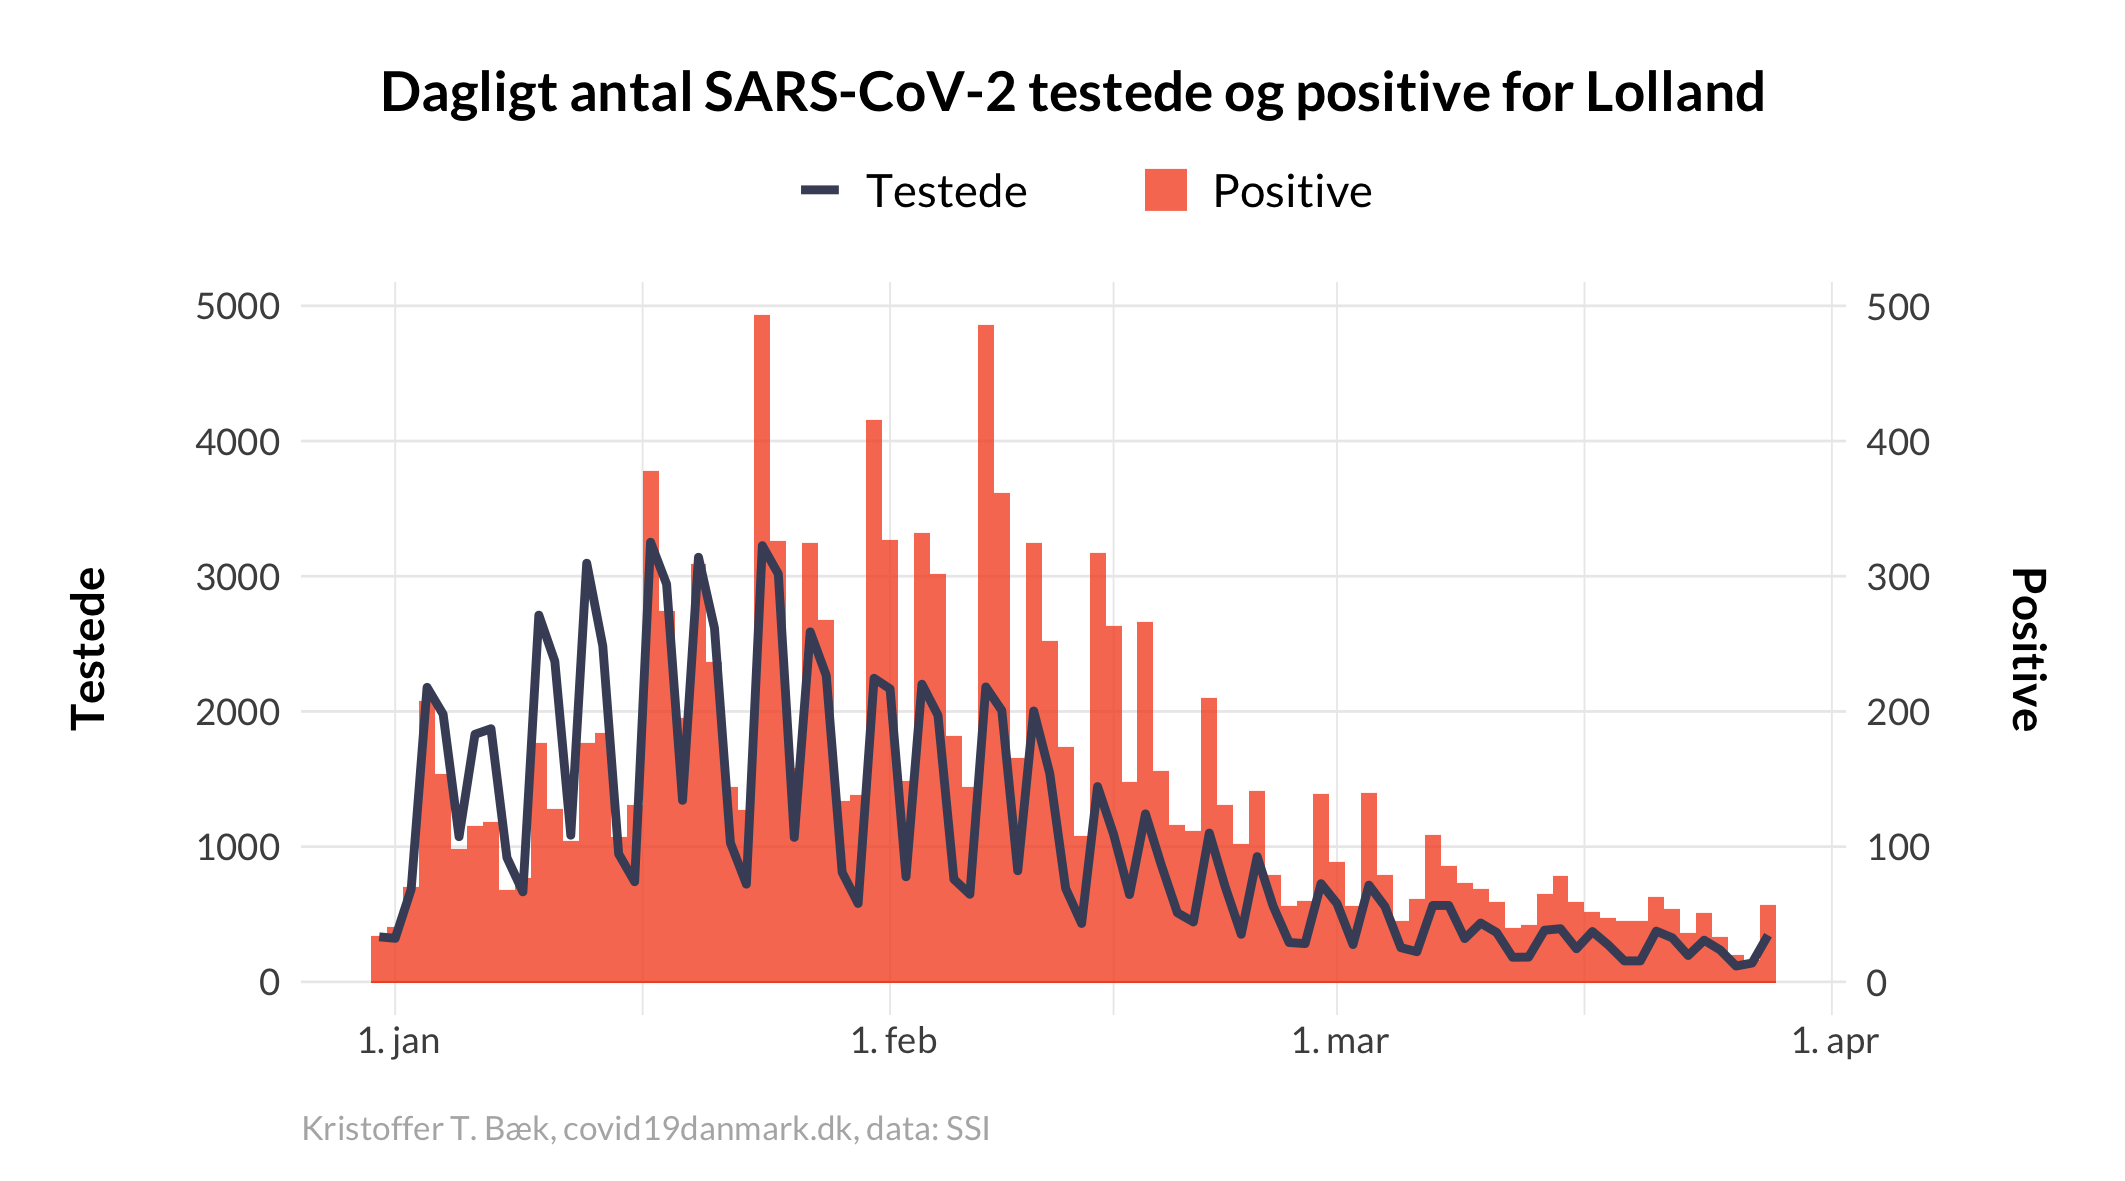 Dagligt antal SARS-CoV-2 testede og positive for Lolland
Testede Positive
5000 500
4000 400
3000 300
2000 200
1000 100
0 0
Testede
Positive
1. jan 1. feb 1. mar 1. apr
Kristoffer T. Bæk, covid19danmark.dk, data: SSI